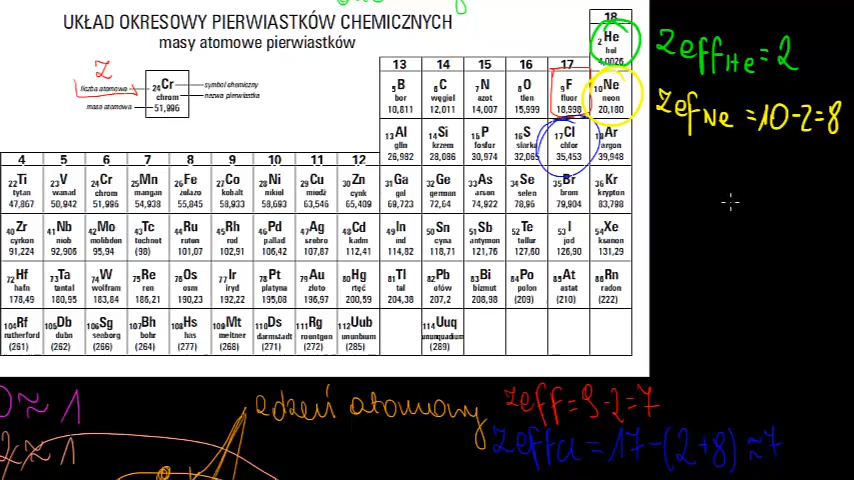 UKŁAD OKRESOWY PIERWIASTKÓW CHEMICZNYCH
masy atomowe pierwiastków
Z
liczba atomowa 24Cr symbol chemiczny
chrom nazwa pierwiastka
masa atomowa 51,996
18
2He
hel
4,0026
13 14 15 16 17
5B 6C 7N 8O 9F 10Ne
bor węgiel azot tlen fluor neon
10,811 12,011 14,007 15,999 18,998 20,180
13Al 14Si 15P 16S 17Cl 18Ar
glin krzem fosfor siarka chlor argon
26,982 28,086 30,974 32,065 35,453 39,948
4 5 6 7 8 9 10 11 12
22Ti 23V 24Cr 25Mn 26Fe 27Co 28Ni 29Cu 30Zn 31Ga 32Ge 33As 34Se 35Br 36Kr
tytan wanad chrom mangan żelazo kobalt nikiel miedź cynk gal german arsen selen brom krypton
47,867 50,942 51,996 54,938 55,845 58,933 58,693 63,546 65,409 69,723 72,64 74,922 78,96 79,904 83,798
40Zr 41Nb 42Mo 43Tc 44Ru 45Rh 46Pd 47Ag 48Cd 49In 50Sn 51Sb 52Te 53I 54Xe
cyrkon niob molibden technet ruten rod pallad srebro kadm ind cyna antymon tellur jod ksenon
91,224 92,906 95,94 (98) 101,07 102,91 106,42 107,87 112,41 114,82 118,71 121,76 127,60 126,90 131,29
72Hf 73Ta 74W 75Re 76Os 77Ir 78Pt 79Au 80Hg 81Tl 82Pb 83Bi 84Po 85At 86Rn
hafn tantal wolfram ren osm iryd platyna złoto rtęć tal ołów bizmut polon astat radon
178,49 180,95 183,84 186,21 190,23 192,22 195,08 196,97 200,59 204,38 207,2 208,98 (209) (210) (222)
104Rf 105Db 106Sg 107Bh 108Hs 109Mt 110Ds 111Rg 112Uub 114Uuq
rutherford dubn seaborg bohr has meitner darmstadt roentgen ununbium ununquadium
(261) (262) (266) (264) (277) (268) (271) (272) (285) (289)
zeffHe=2
zefNe = 10-2=8
≈ 1
≈ 1
rdzeń atomowy
zeff=9-2=7
zeffCl = 17-(2+8)≈7